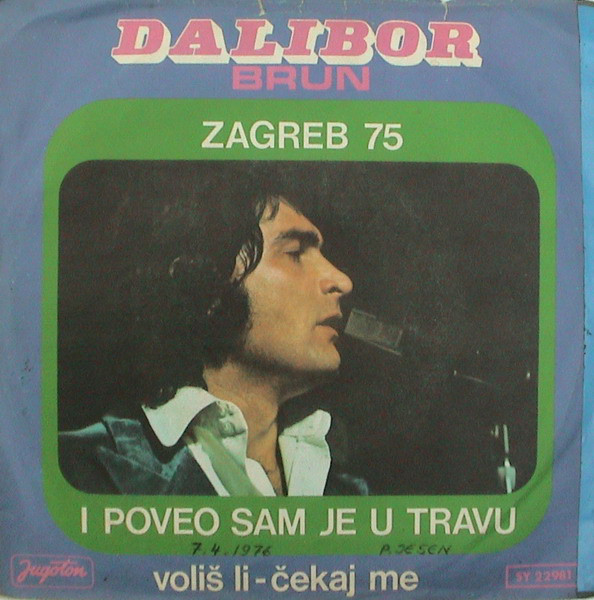 DALIBOR
BRUN
ZAGREB 75
I POVEO SAM JE U TRAVU
7.4.1976 P. JESEN
Jugoton
voliš li - čekaj me
SY 22981